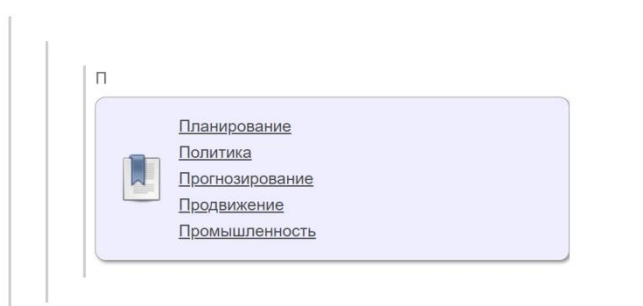 П
Планирование
Политика
Прогнозирование
Продвижение
Промышленность